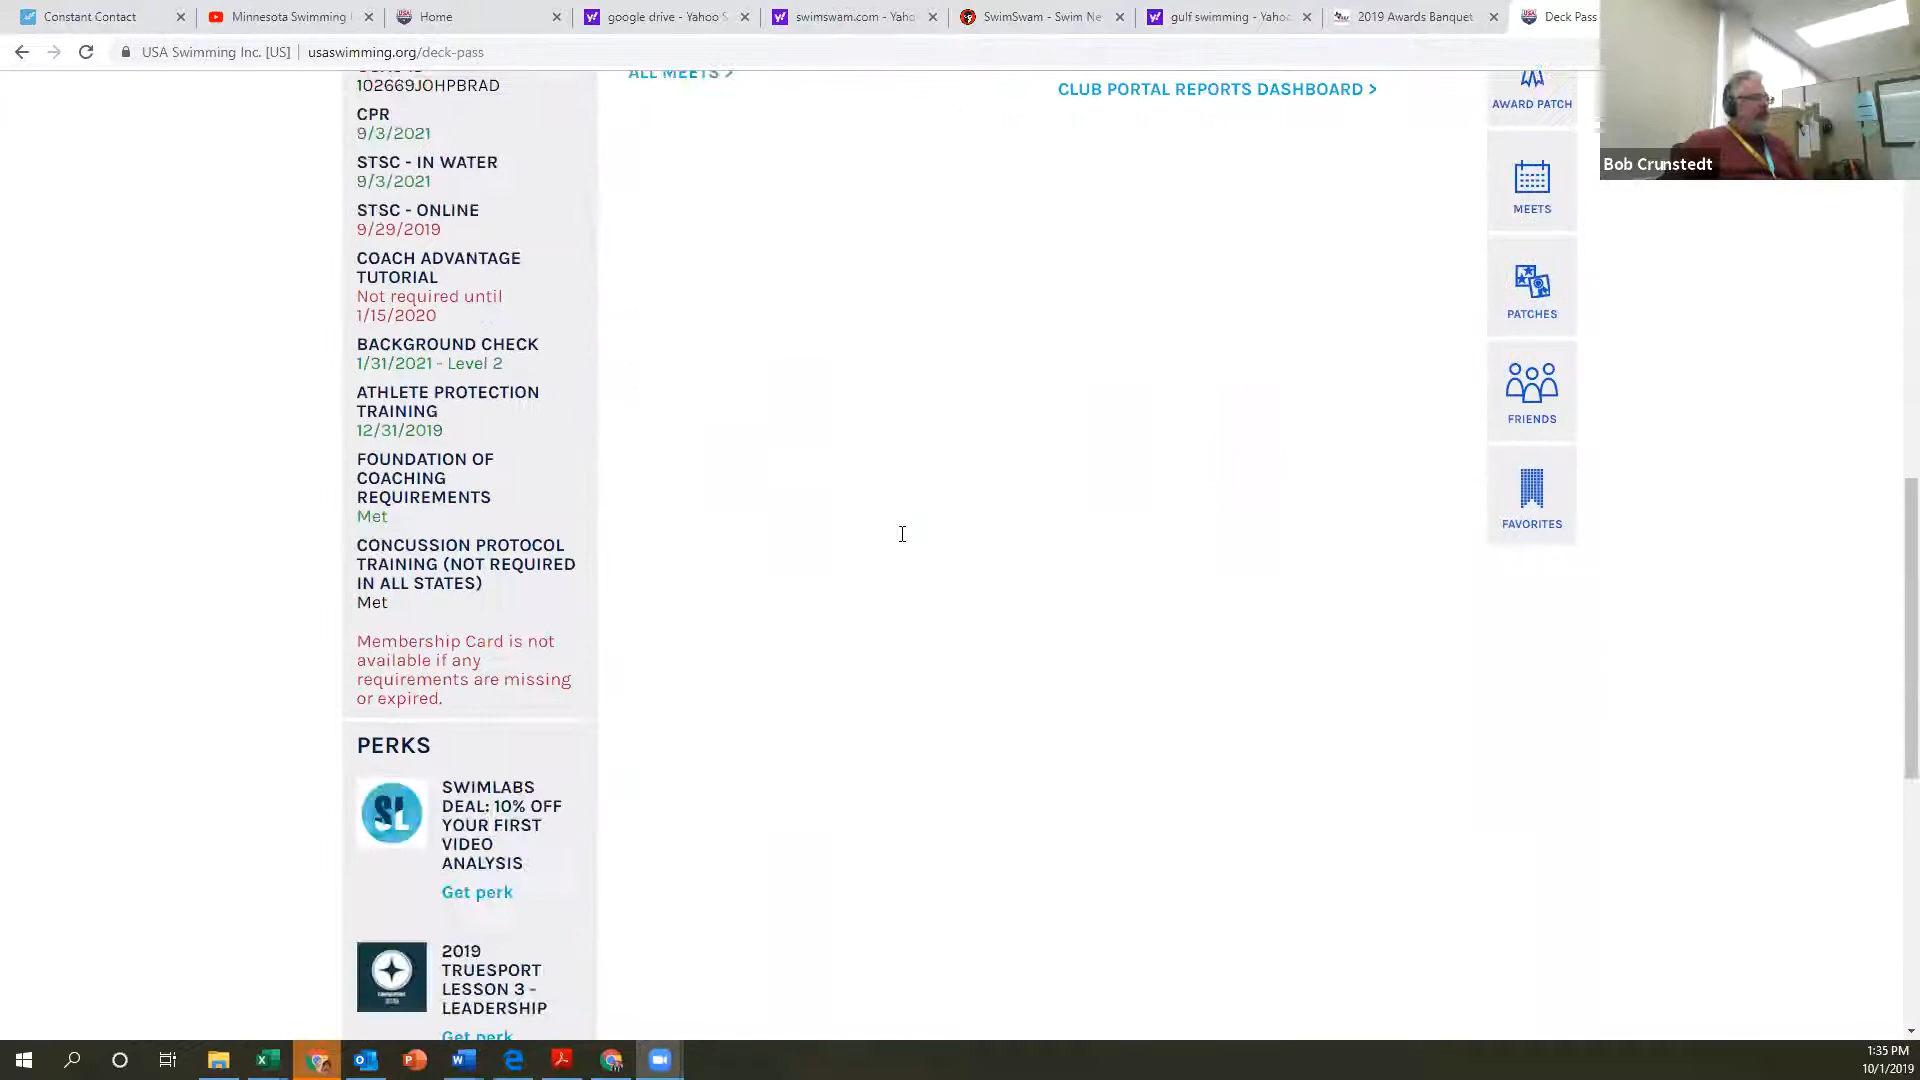 Constant Contact
Minnesota Swimming
Home
google drive - Yahoo S
swimswam.com - Yaho
SwimSwam - Swim Ne
gulf swimming - Yahoo
2019 Awards Banquet
Deck Pass
USA Swimming Inc. [US]
usaswimming.org/deck-pass
102669JOHPBRAD
CPR
9/3/2021
STSC - IN WATER
9/3/2021
STSC - ONLINE
9/29/2019
COACH ADVANTAGE
TUTORIAL
Not required until
1/15/2020
BACKGROUND CHECK
1/31/2021 - Level 2
ATHLETE PROTECTION
TRAINING
12/31/2019
FOUNDATION OF
COACHING
REQUIREMENTS
Met
CONCUSSION PROTOCOL
TRAINING (NOT REQUIRED
IN ALL STATES)
Met
Membership Card is not
available if any
requirements are missing
or expired.
PERKS
SL
SWIMLABS
DEAL: 10% OFF
YOUR FIRST
VIDEO
ANALYSIS
Get perk
2019
TRUESPORT
LESSON 3 -
LEADERSHIP
Get perk
ALL MEETS >
CLUB PORTAL REPORTS DASHBOARD >
AWARD PATCH
MEETS
PATCHES
FRIENDS
FAVORITES
Bob Crunstedt
1:35 PM
10/1/2019